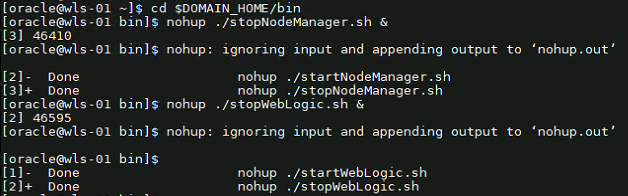 [oracle@wls-01 ~]$ cd $DOMAIN_HOME/bin
[oracle@wls-01 bin]$ nohup ./stopNodeManager.sh &
[3] 46410
[oracle@wls-01 bin]$ nohup: ignoring input and appending output to ‘nohup.out’
[2]-  Done                    nohup ./startNodeManager.sh
[3]+  Done                    nohup ./stopNodeManager.sh
[oracle@wls-01 bin]$ nohup ./stopWebLogic.sh &
[2] 46595
[oracle@wls-01 bin]$ nohup: ignoring input and appending output to ‘nohup.out’
[oracle@wls-01 bin]$
[1]-  Done                    nohup ./startWebLogic.sh
[2]+  Done                    nohup ./stopWebLogic.sh